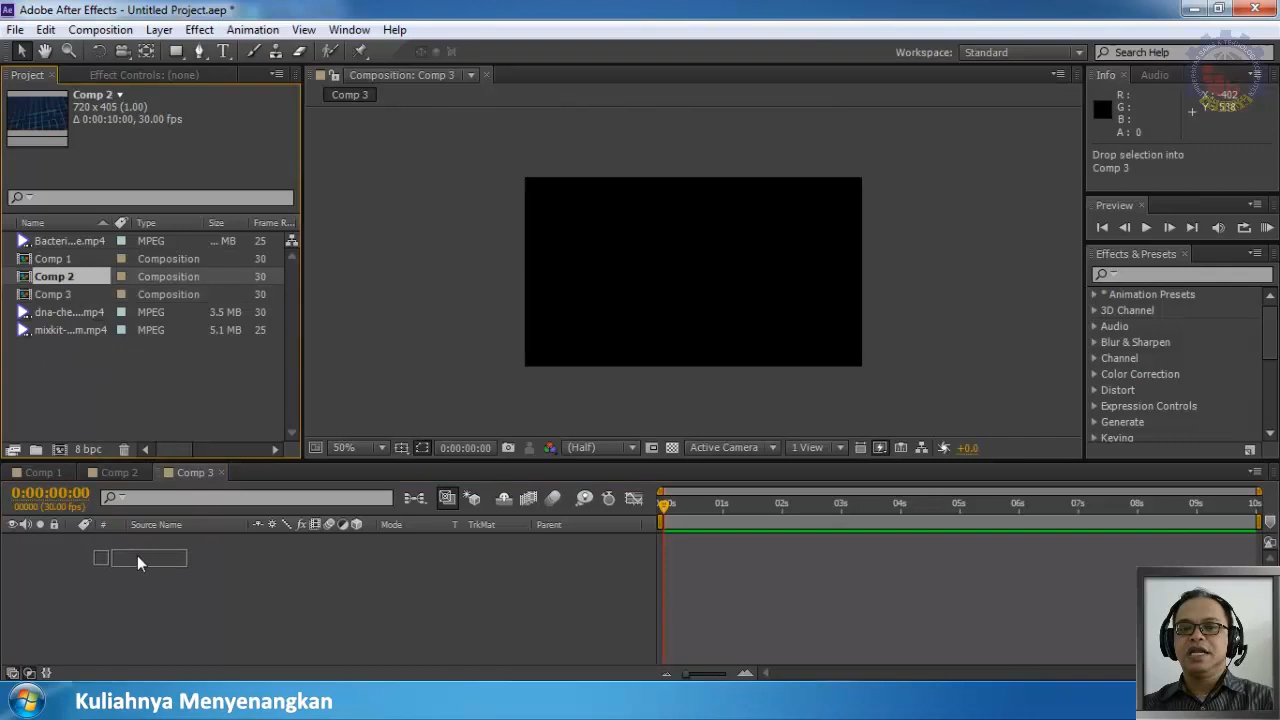 Adobe After Effects - Untitled Project.aep *
File Edit Composition Layer Effect Animation View Window Help
Workspace: Standard Search Help
Project Effect Controls: (none) Composition: Comp 3 Info Audio
Comp 2
720 x 405 (1.00)
Δ 0:00:10:00, 30.00 fps
Comp 3
R : X : -402
G : Y : 538
B :
A : 0
Drop selection into
Comp 3
Preview
Name Type Size Frame R...
Bacteri...e.mp4 MPEG ... MB 25
Comp 1 Composition 30
Comp 2 Composition 30
Comp 3 Composition 30
dna-che....mp4 MPEG 3.5 MB 30
mixkit-...m.mp4 MPEG 5.1 MB 25
Effects & Presets
* Animation Presets
3D Channel
Audio
Blur & Sharpen
Channel
Color Correction
Distort
Expression Controls
Generate
Keying
8 bpc
50% 0:00:00:00 (Half) Active Camera 1 View +0.0
Comp 1 Comp 2 Comp 3
0:00:00:00
00000 (30.00 fps)
01s 02s 03s 04s 05s 06s 07s 08s 09s 10s
# Source Name fx Mode T TrkMat Parent
Kuliahnya Menyenangkan